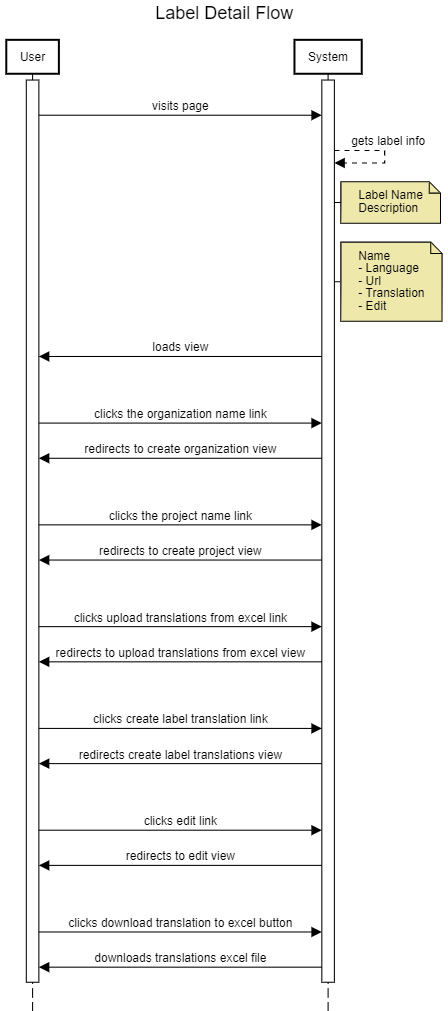 Label Detail Flow
User
System
visits page
gets label info
Label Name
Description
Name
- Language
- Url
- Translation
- Edit
loads view
clicks the organization name link
redirects to create organization view
clicks the project name link
redirects to create project view
clicks upload translations from excel link
redirects to upload translations from excel view
clicks create label translation link
redirects create label translations view
clicks edit link
redirects to edit view
clicks download translation to excel button
downloads translations excel file